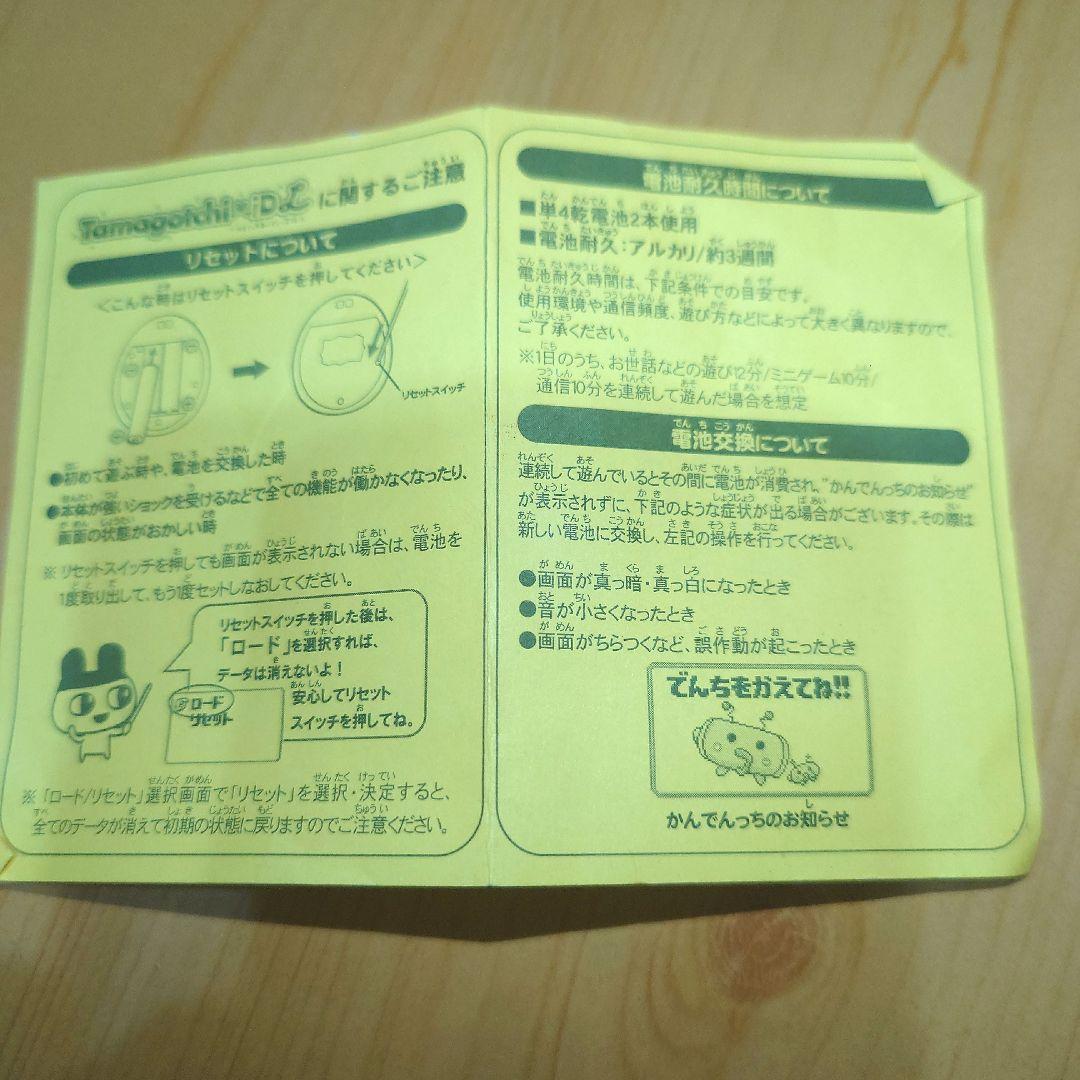 Tamagotchi iD L に関するご注意
リセットについて
<こんな時はリセットスイッチを押してください>
リセットスイッチ
●初めて遊ぶ時や、電池を交換した時
●本体が強いショックを受けるなどで全ての機能が働かなくなったり、
画面の状態がおかしい時
※リセットスイッチを押しても画面が表示されない場合は、電池を
1度取り出して、もう1度セットしなおしてください。
リセットスイッチを押した後は、
「ロード」を選択すれば、
データは消えないよ!
安心してリセット
スイッチを押してね。
ロード
リセット
※「ロード/リセット」選択画面で「リセット」を選択・決定すると、
全てのデータが消えて初期の状態に戻りますのでご注意ください。
電池耐久時間について
■単4乾電池2本使用
■電池耐久:アルカリ/約3週間
電池耐久時間は、下記条件での目安です。
使用環境や通信頻度、遊び方などによって大きく異なりますので、
ご了承ください。
※1日のうち、お世話などの遊び12分/ミニゲーム10分/
通信10分を連続して遊んだ場合を想定
電池交換について
連続して遊んでいるとその間に電池が消費され、"かんでんっちのお知らせ"
が表示されずに、下記のような症状が出る場合がございます。その際は
新しい電池に交換し、左記の操作を行ってください。
●画面が真っ暗・真っ白になったとき
●音が小さくなったとき
●画面がちらつくなど、誤作動が起こったとき
でんちをかえてね!!
かんでんっちのお知らせ